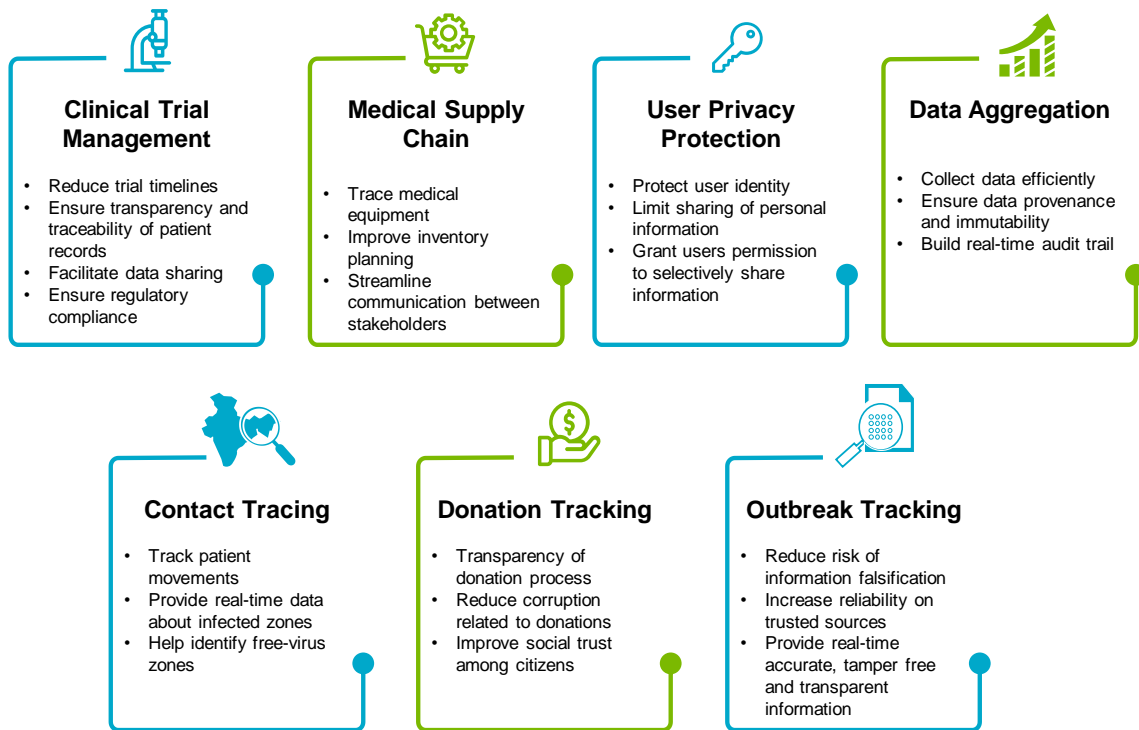 Clinical Trial
Management
• Reduce trial timelines
• Ensure transparency and
traceability of patient
records
• Facilitate data sharing
• Ensure regulatory
compliance
Medical Supply
Chain
• Trace medical
equipment
• Improve inventory
planning
• Streamline
communication between
stakeholders
User Privacy
Protection
• Protect user identity
• Limit sharing of personal
information
• Grant users permission
to selectively share
information
Data Aggregation
• Collect data efficiently
• Ensure data provenance
and immutability
• Build real-time audit trail
Contact Tracing
• Track patient
movements
• Provide real-time data
about infected zones
• Help identify free-virus
zones
$
Donation Tracking
• Transparency of
donation process
• Reduce corruption
related to donations
• Improve social trust
among citizens
Outbreak Tracking
• Reduce risk of
information falsification
• Increase reliability on
trusted sources
• Provide real-time
accurate, tamper free
and transparent
information